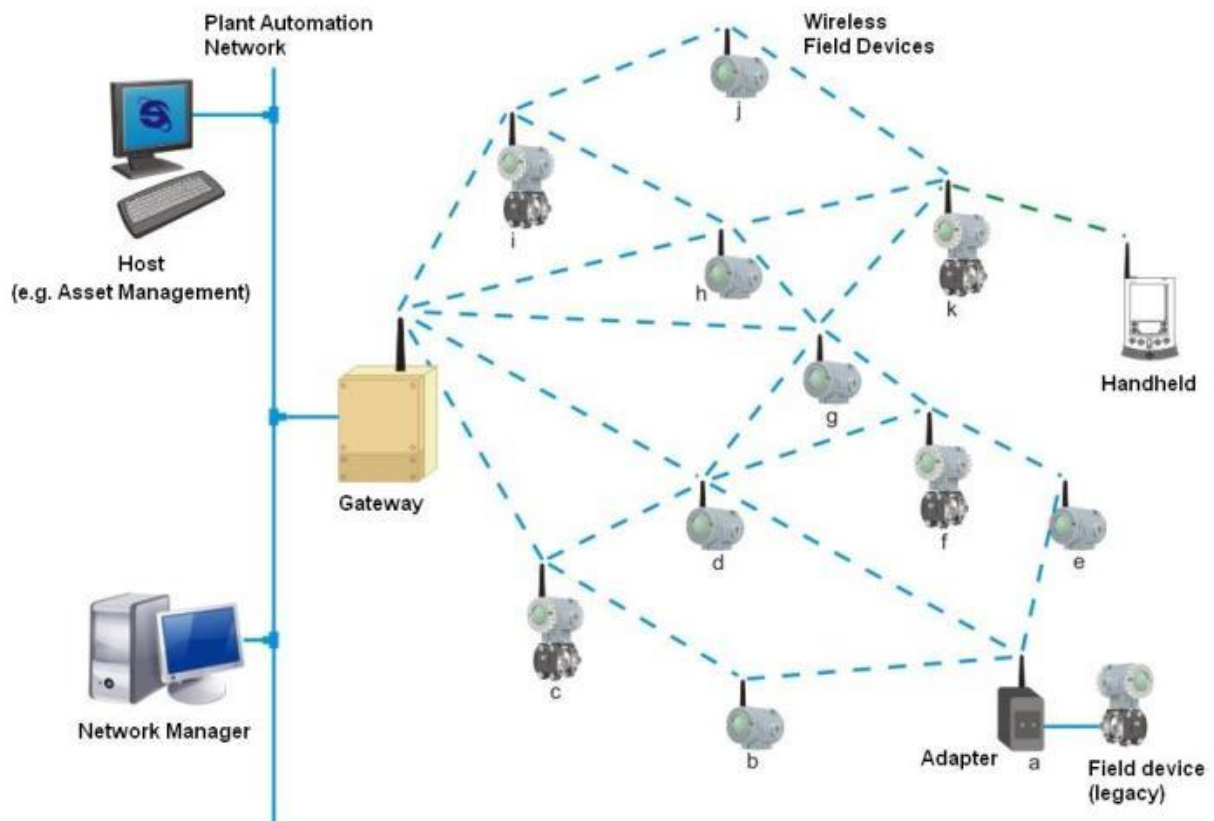 Plant Automation
Network
Wireless
Field Devices
j
i
Host
(e.g. Asset Management)
h
k
Handheld
g
Gateway
f
d
e
c
Network Manager
b
Adapter
a
Field device
(legacy)